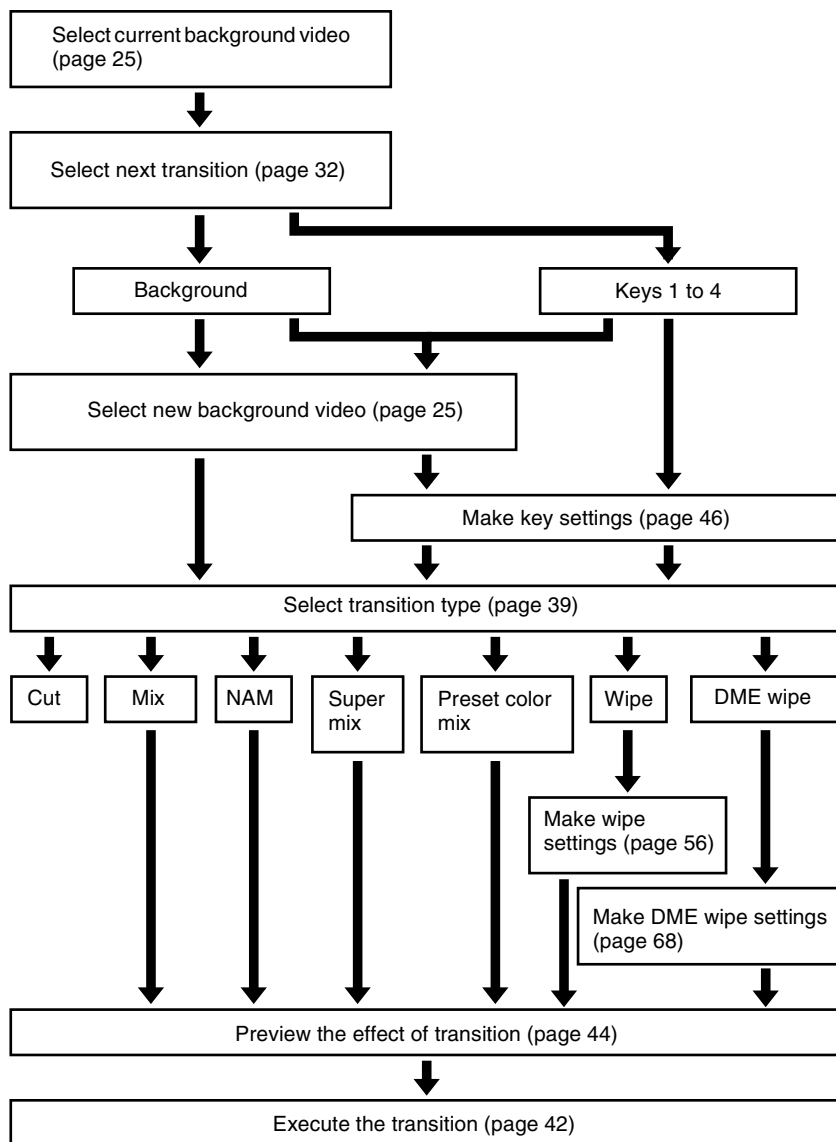 Select current background video
(page 25)
Select next transition (page 32)
Background
Keys 1 to 4
Select new background video (page 25)
Make key settings (page 46)
Select transition type (page 39)
Cut
Mix
NAM
Super
mix
Preset color
mix
Wipe
DME wipe
Make wipe
settings (page 56)
Make DME wipe settings
(page 68)
Preview the effect of transition (page 44)
Execute the transition (page 42)